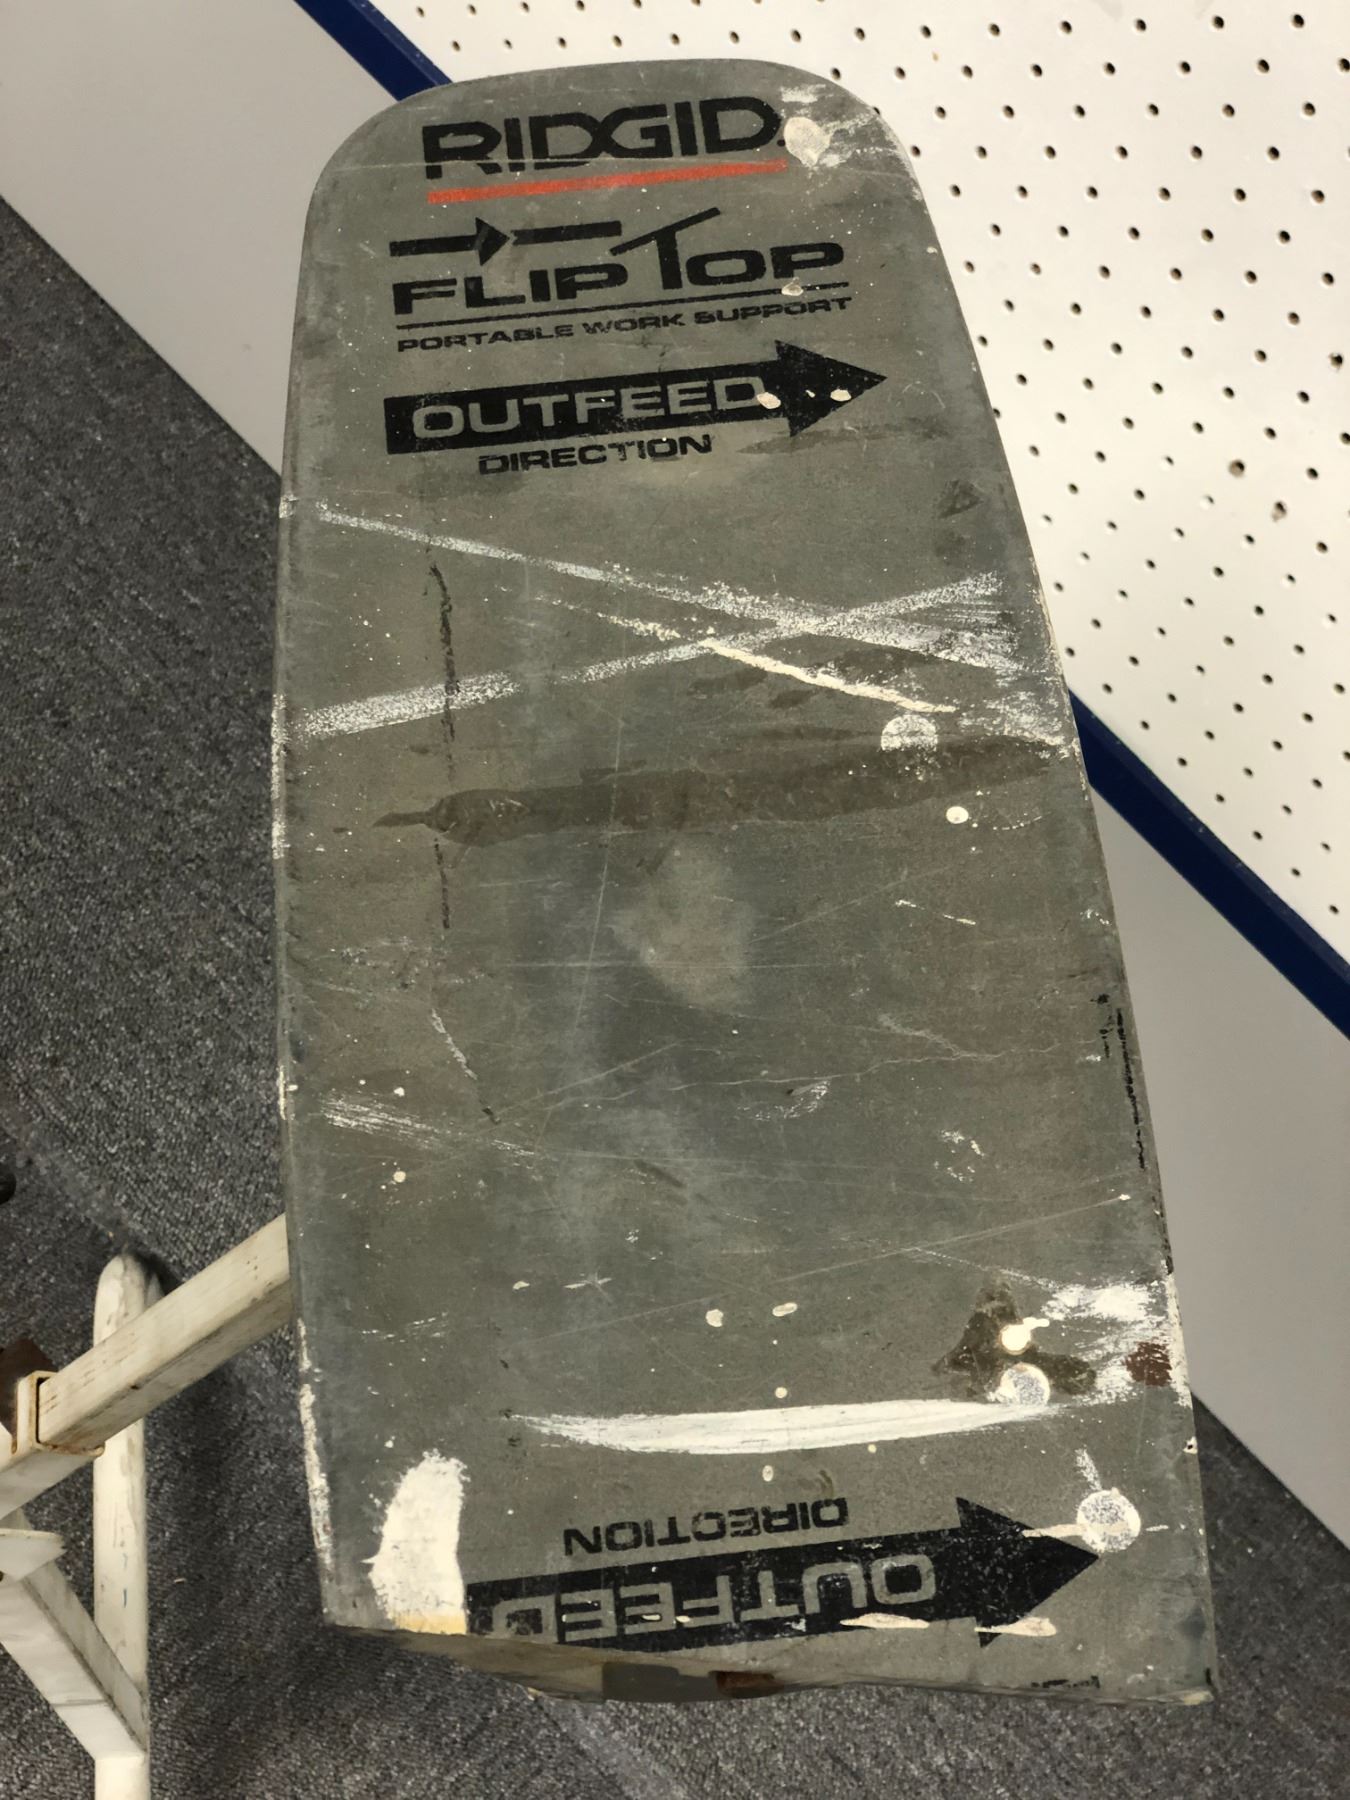 RIDGID.
FLIP TOP
PORTABLE WORK SUPPORT
OUTFEED
DIRECTION
DIRECTION
OUTFEED